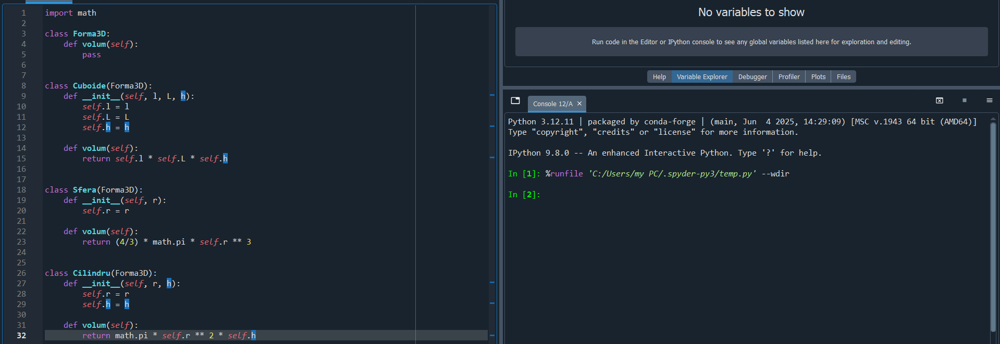 1 import math
2
3 class Forma3D:
4 def volum(self):
5 pass
6
7
8 class Cuboide(Forma3D):
9 def __init__(self, l, L, h):
10 self.l = l
11 self.L = L
12 self.h = h
13
14 def volum(self):
15 return self.l * self.L * self.h
16
17
18 class Sfera(Forma3D):
19 def __init__(self, r):
20 self.r = r
21
22 def volum(self):
23 return (4/3) * math.pi * self.r ** 3
24
25
26 class Cilindru(Forma3D):
27 def __init__(self, r, h):
28 self.r = r
29 self.h = h
30
31 def volum(self):
32 return math.pi * self.r ** 2 * self.h
No variables to show
Run code in the Editor or IPython console to see any global variables listed here for exploration and editing.
Help Variable Explorer Debugger Profiler Plots Files
Console 12/A
Python 3.12.11 | packaged by conda-forge | (main, Jun  4 2025, 14:29:09) [MSC v.1943 64 bit (AMD64)]
Type "copyright", "credits" or "license" for more information.
IPython 9.8.0 -- An enhanced Interactive Python. Type '?' for help.
In [1]: %runfile 'C:/Users/my PC/.spyder-py3/temp.py' --wdir
In [2]: